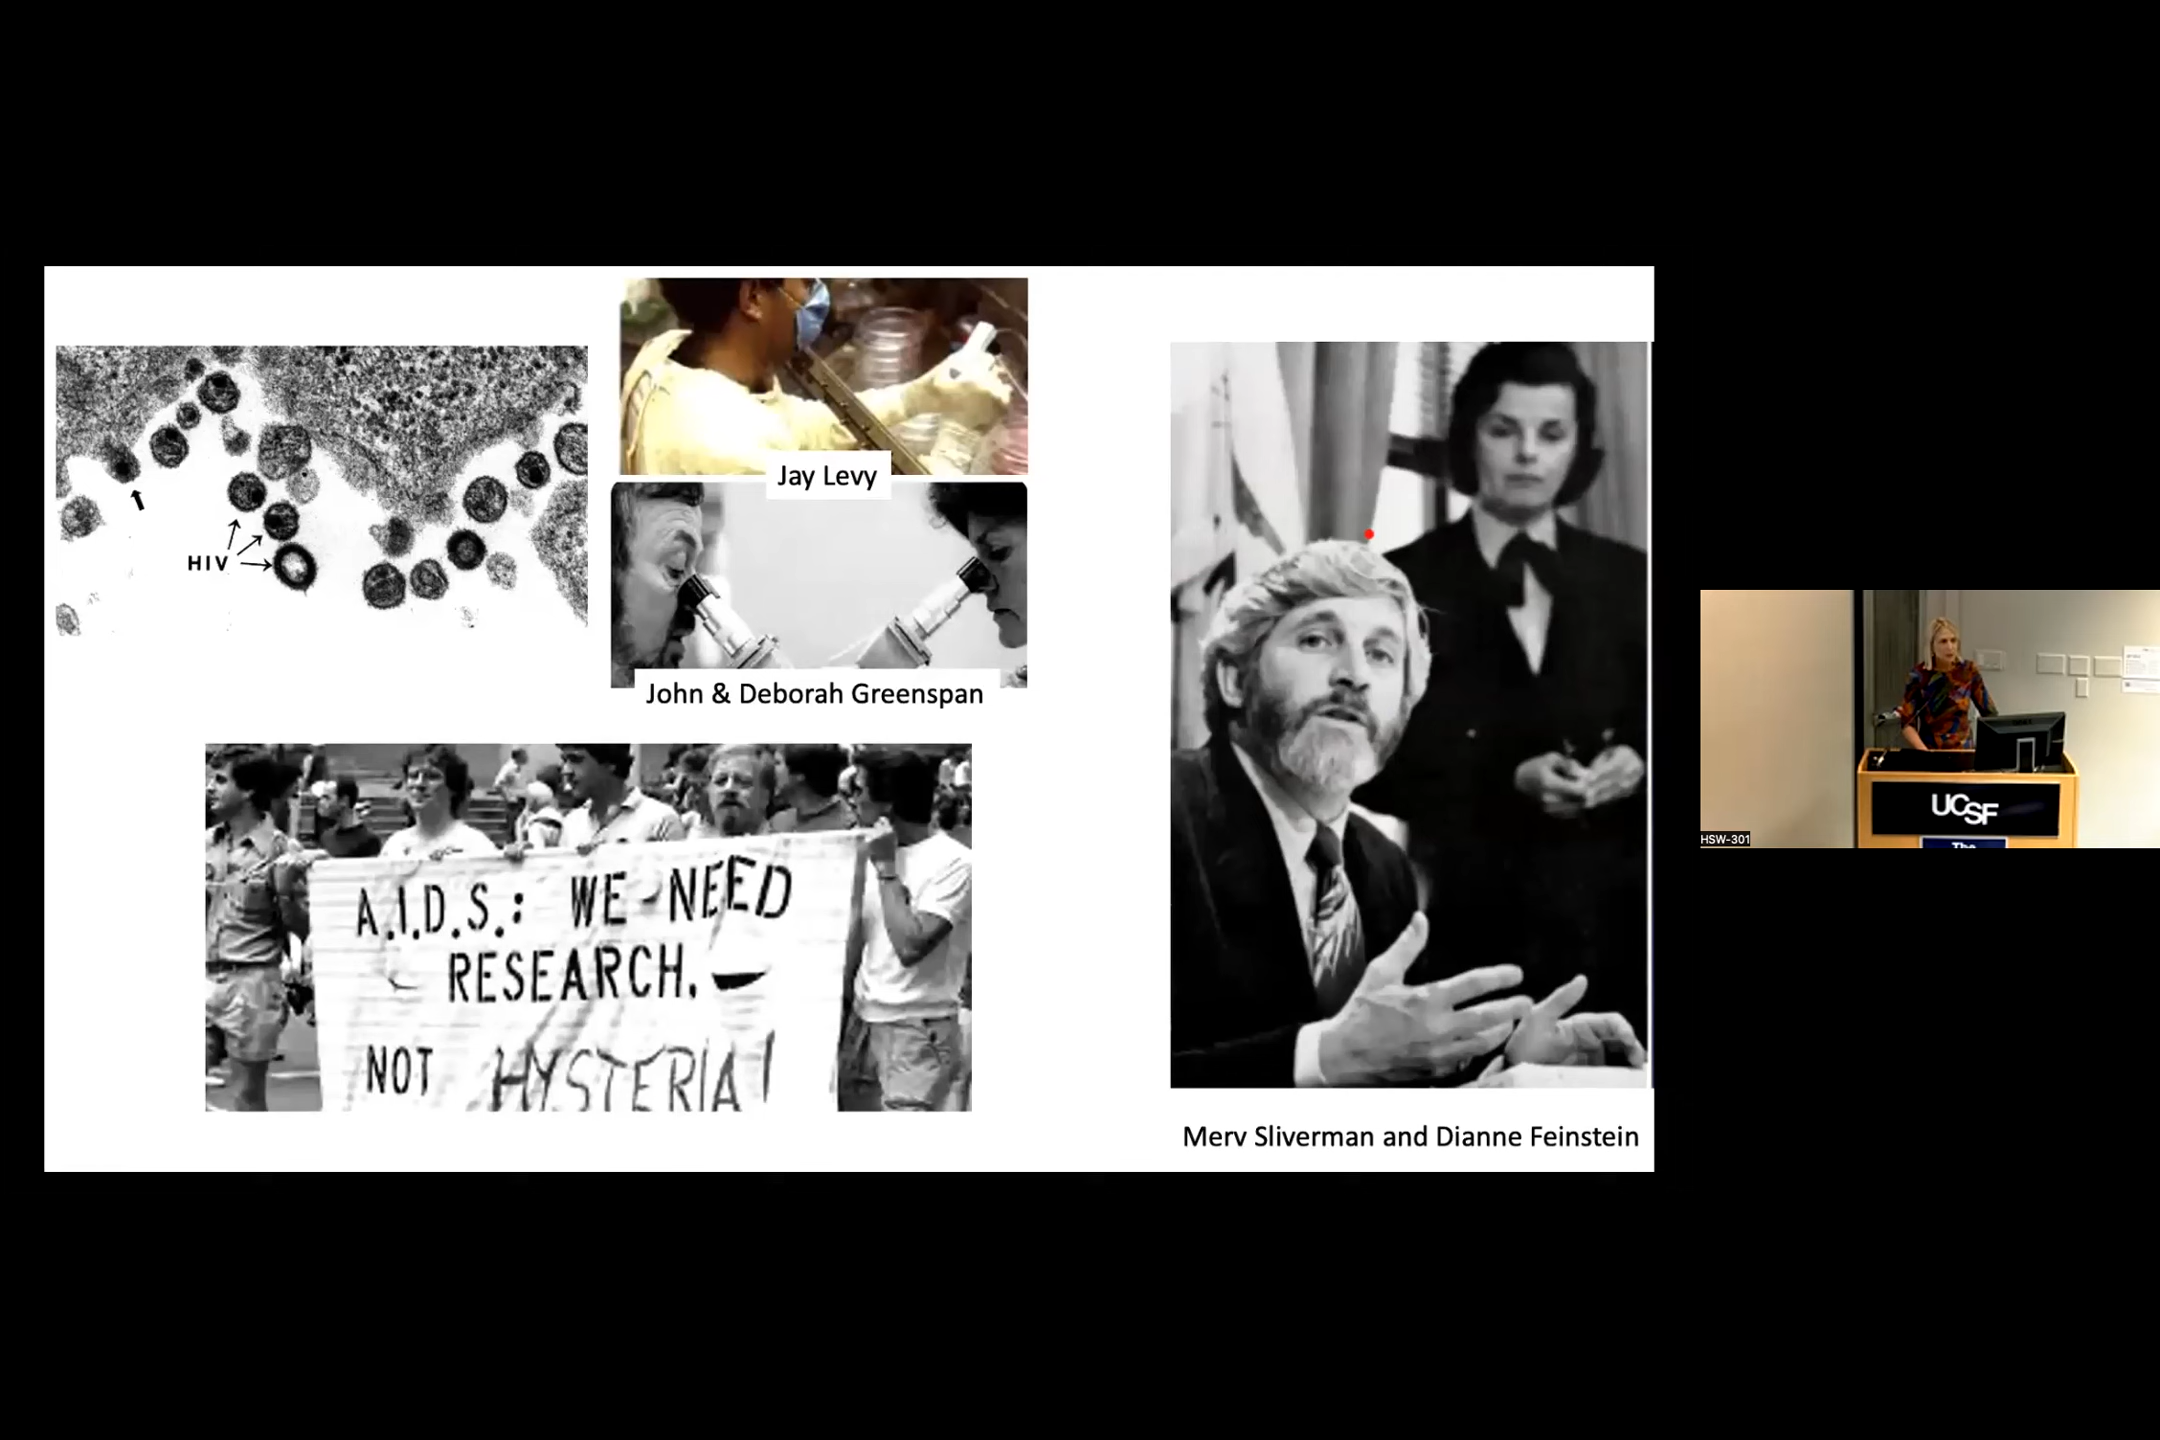 Jay Levy
HIV
John & Deborah Greenspan
A.I.D.S.: WE NEED
RESEARCH.
NOT HYSTERIA!
Merv Sliverman and Dianne Feinstein
UCSF
The
HSW-301